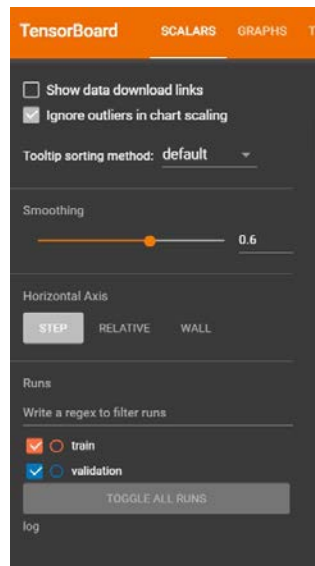 TensorBoard SCALARS GRAPHS T
Show data download links
Ignore outliers in chart scaling
Tooltip sorting method: default
Smoothing
0.6
Horizontal Axis
STEP RELATIVE WALL
Runs
Write a regex to filter runs
train
validation
TOGGLE ALL RUNS
log